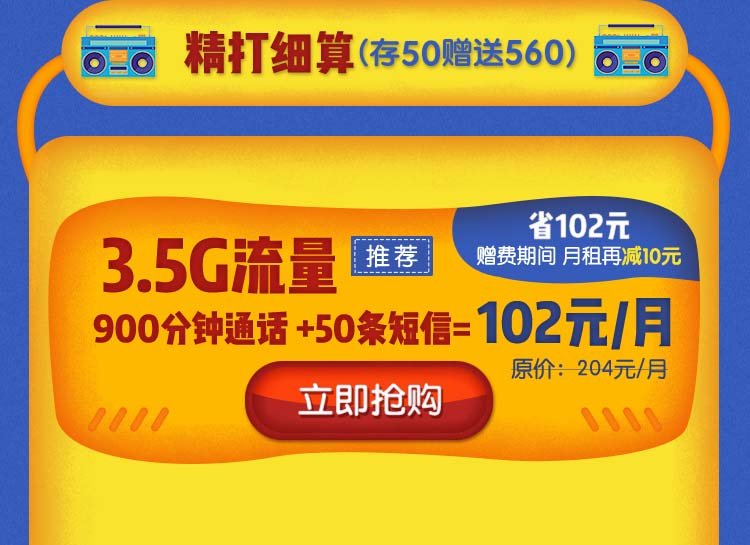 精打细算(存50赠送560)
省102元
赠费期间 月租再减10元
3.5G流量 推荐
900分钟通话 +50条短信=102元/月
原价：204元/月
立即抢购